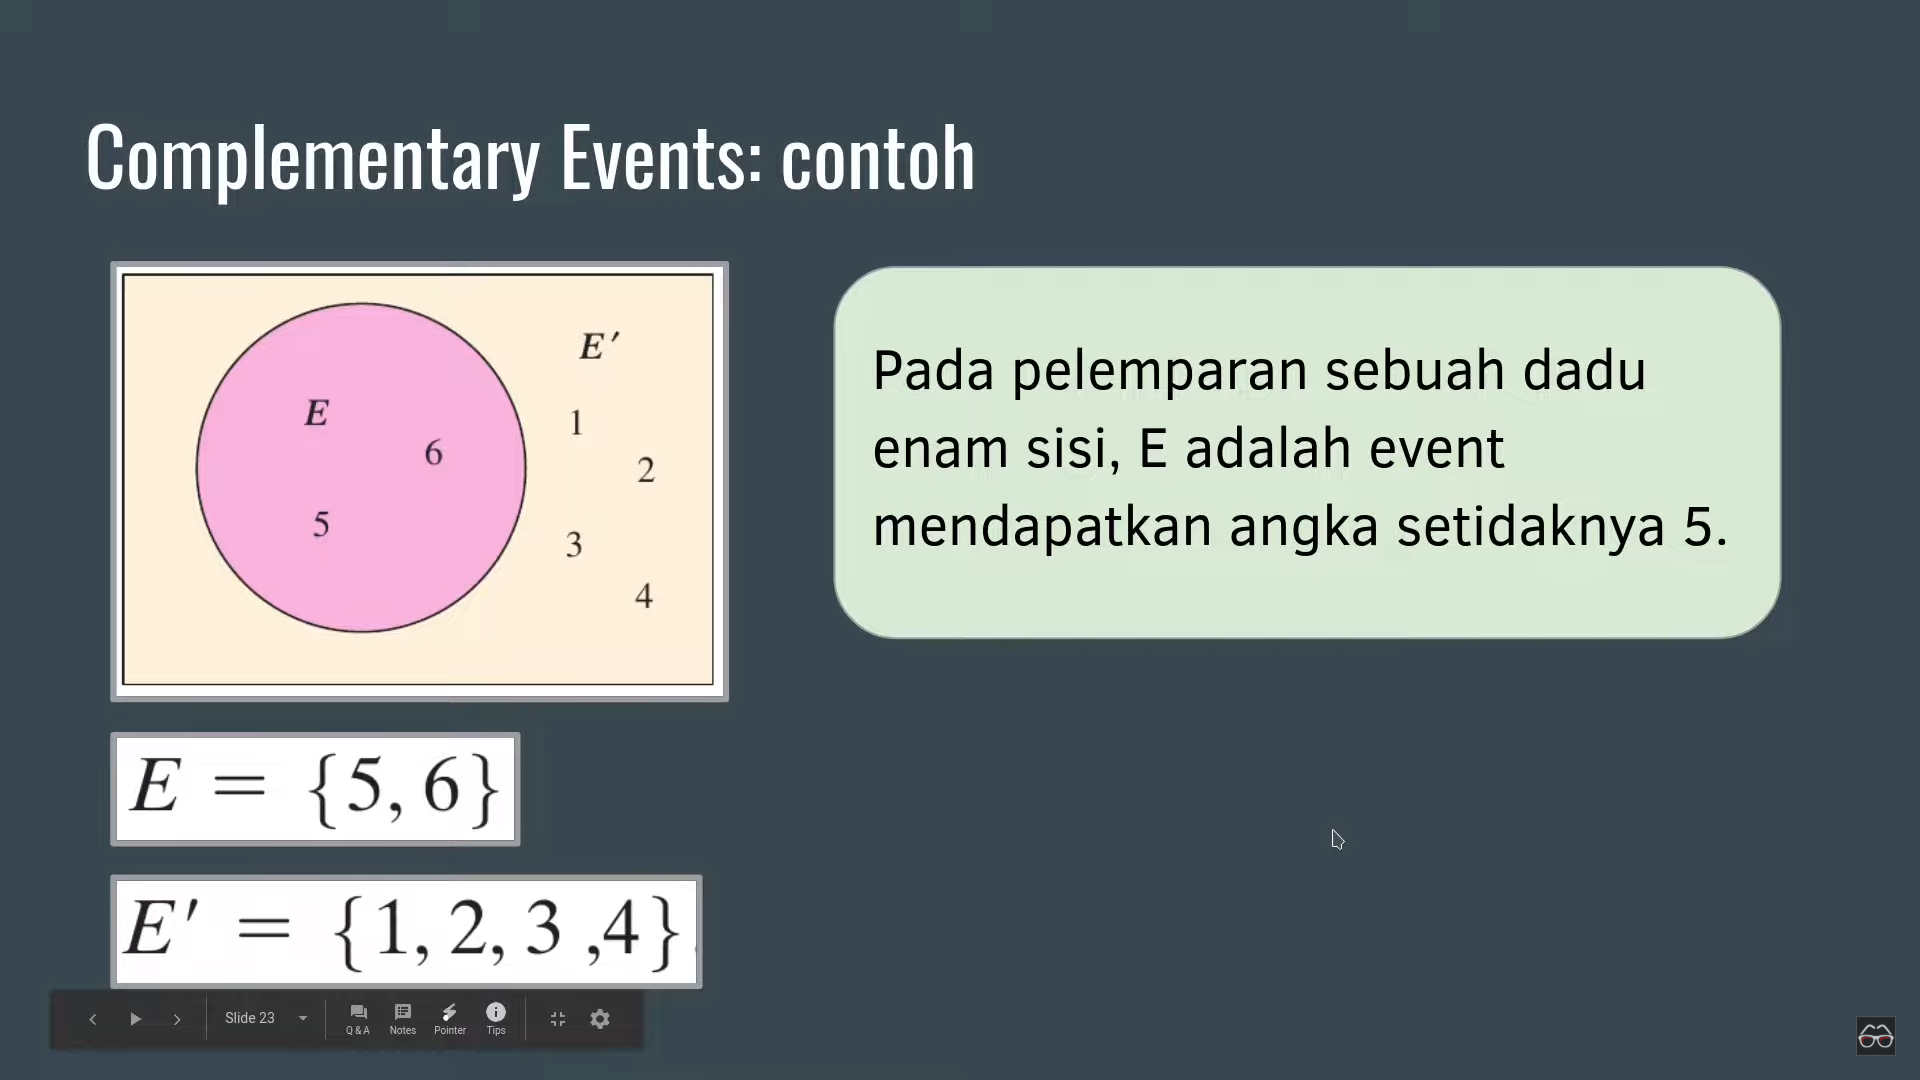 Complementary Events: contoh
E
6
5
E′
1
2
3
4
Pada pelemparan sebuah dadu
enam sisi, E adalah event
mendapatkan angka setidaknya 5.
E = {5, 6}
E′ = {1, 2, 3 ,4}
Slide 23
Q & A
Notes
Pointer
Tips